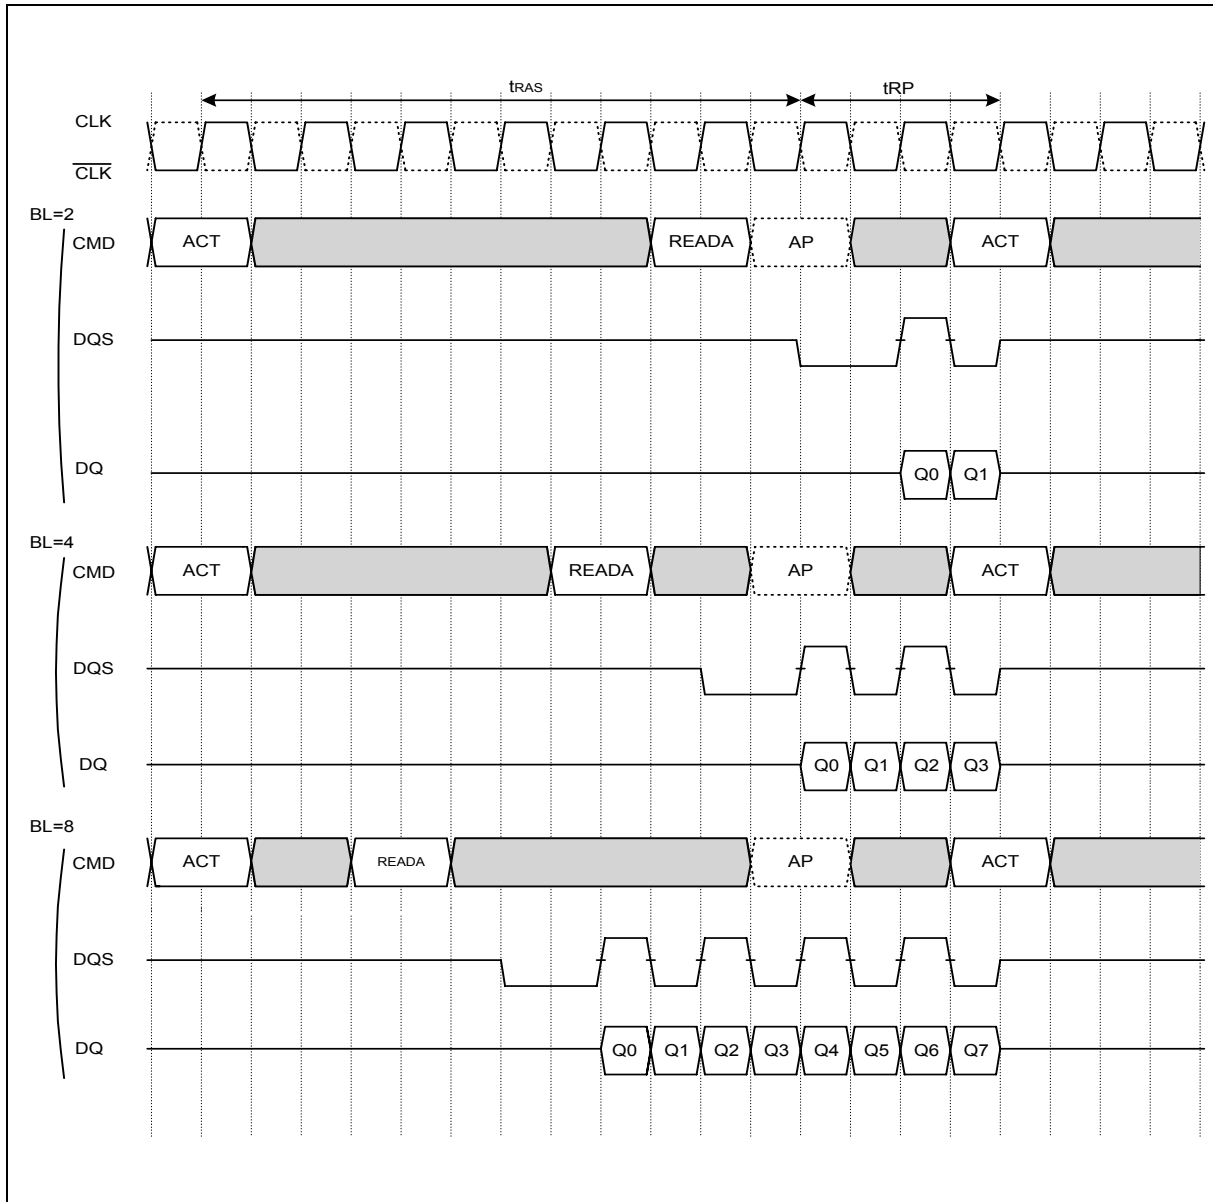 tRAS tRP
CLK
CLK
BL=2
CMD ACT READA AP ACT
DQS
DQ Q0 Q1
BL=4
CMD ACT READA AP ACT
DQS
DQ Q0 Q1 Q2 Q3
BL=8
CMD ACT READA AP ACT
DQS
DQ Q0 Q1 Q2 Q3 Q4 Q5 Q6 Q7